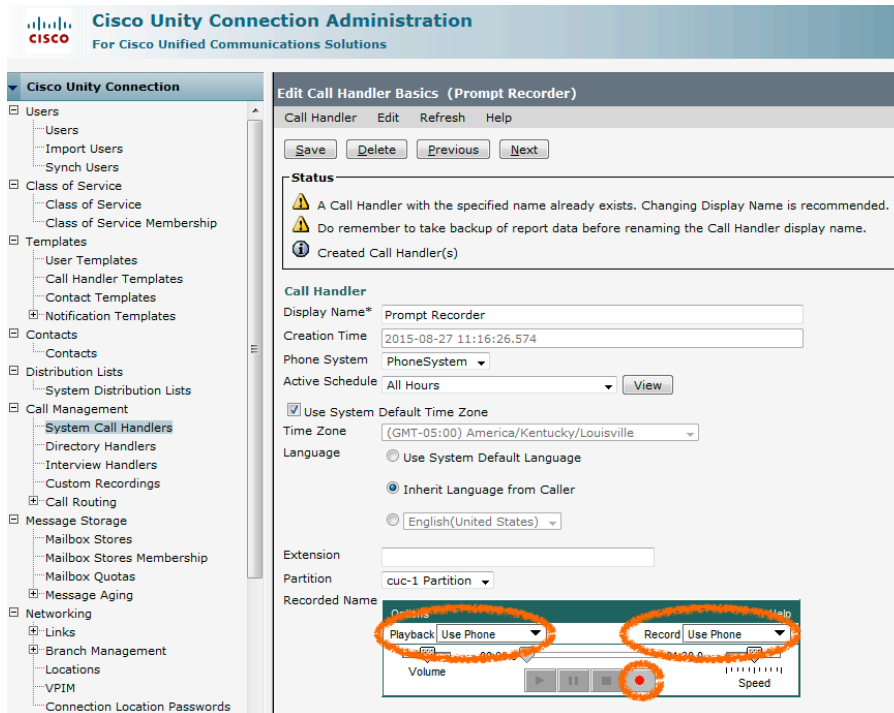 Cisco Unity Connection Administration
CISCO
For Cisco Unified Communications Solutions
Cisco Unity Connection
Users
Users
Import Users
Synch Users
Class of Service
Class of Service
Class of Service Membership
Templates
User Templates
Call Handler Templates
Contact Templates
Notification Templates
Contacts
Contacts
Distribution Lists
System Distribution Lists
Call Management
System Call Handlers
Directory Handlers
Interview Handlers
Custom Recordings
Call Routing
Message Storage
Mailbox Stores
Mailbox Stores Membership
Mailbox Quotas
Message Aging
Networking
Links
Branch Management
Locations
VPIM
Connection Location Passwords
Edit Call Handler Basics (Prompt Recorder)
Call Handler Edit Refresh Help
Save Delete Previous Next
Status
A Call Handler with the specified name already exists. Changing Display Name is recommended.
Do remember to take backup of report data before renaming the Call Handler display name.
Created Call Handler(s)
Call Handler
Display Name* Prompt Recorder
Creation Time 2015-08-27 11:16:26.574
Phone System PhoneSystem
Active Schedule All Hours View
Use System Default Time Zone
Time Zone (GMT-05:00) America/Kentucky/Louisville
Language Use System Default Language
Inherit Language from Caller
English(United States)
Extension
Partition cuc-1 Partition
Recorded Name
Options Help
Playback Use Phone Record Use Phone
Volume Speed